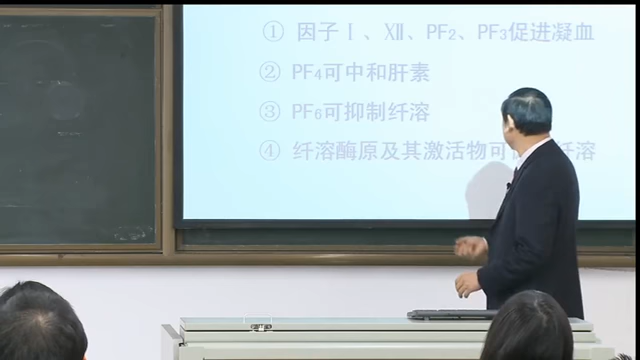 ① 因子Ⅰ、Ⅻ、PF₂、PF₃促进凝血
② PF₄可中和肝素
③ PF₆可抑制纤溶
④ 纤溶酶原及其激活物可 纤溶